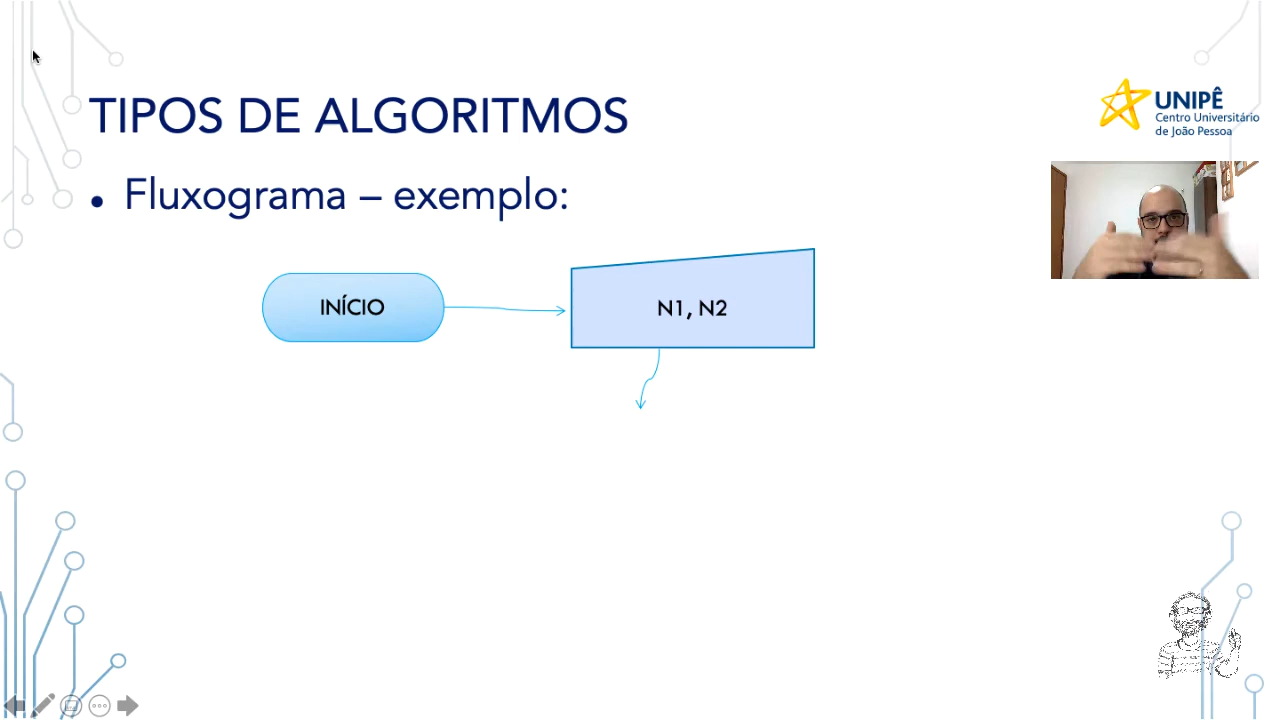 TIPOS DE ALGORITMOS
• Fluxograma – exemplo:
INÍCIO
N1, N2
UNIPÊ
Centro Universitário
de João Pessoa